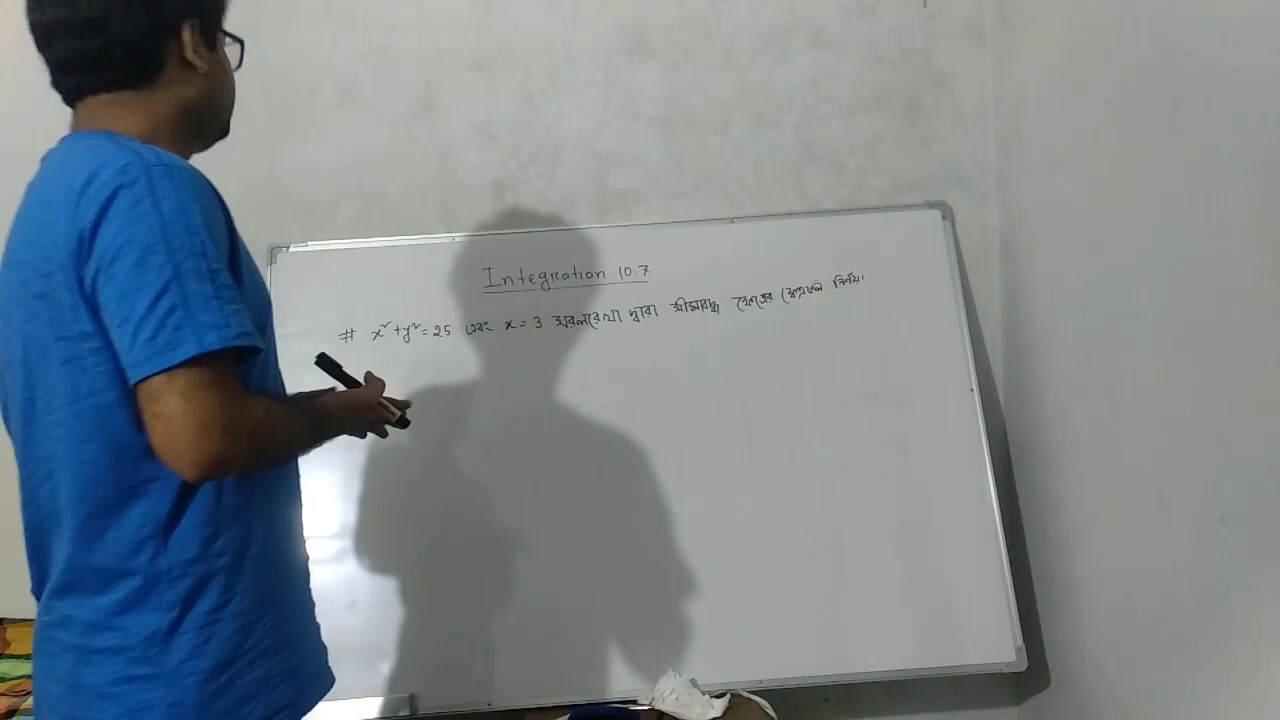 Integration 10.7
# x²+y²=25 এবং x=3 সরলরেখা দ্বারা সীমাবদ্ধ ক্ষেত্রের ক্ষেত্রফল নির্ণয়।